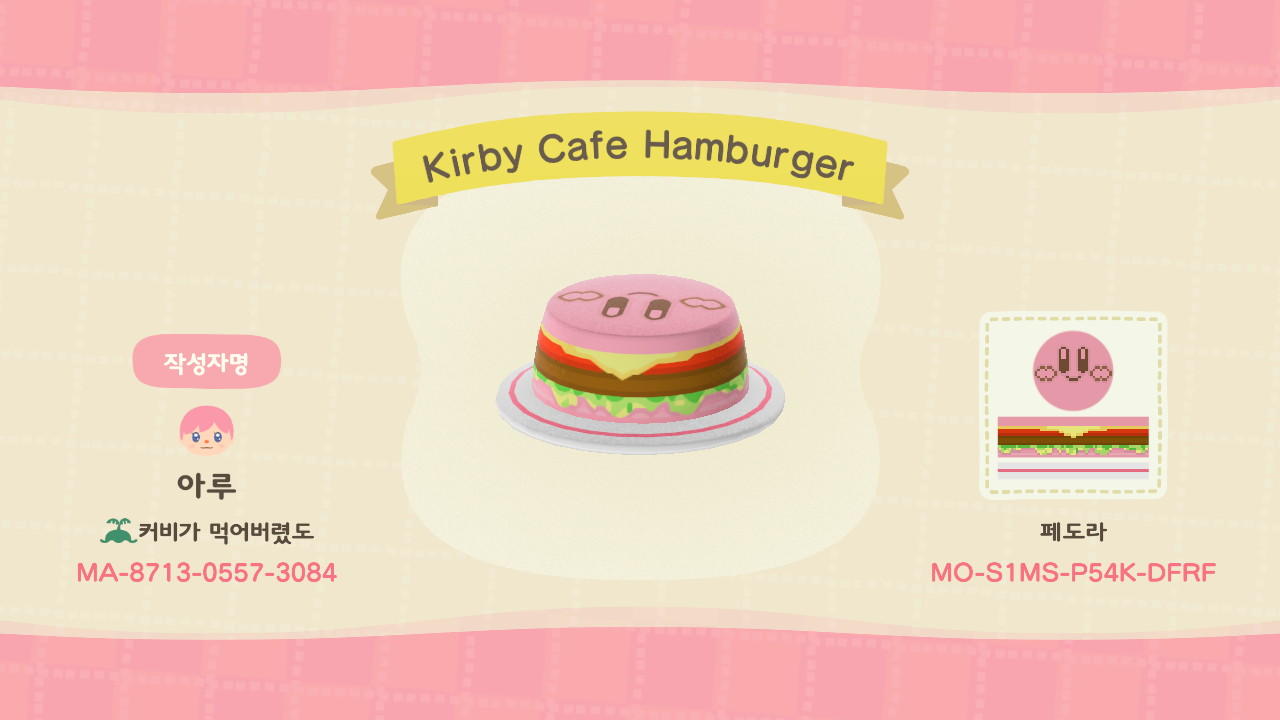 Kirby Cafe Hamburger
작성자명
아루
커비가 먹어버렸도
MA-8713-0557-3084
페도라
MO-S1MS-P54K-DFRF